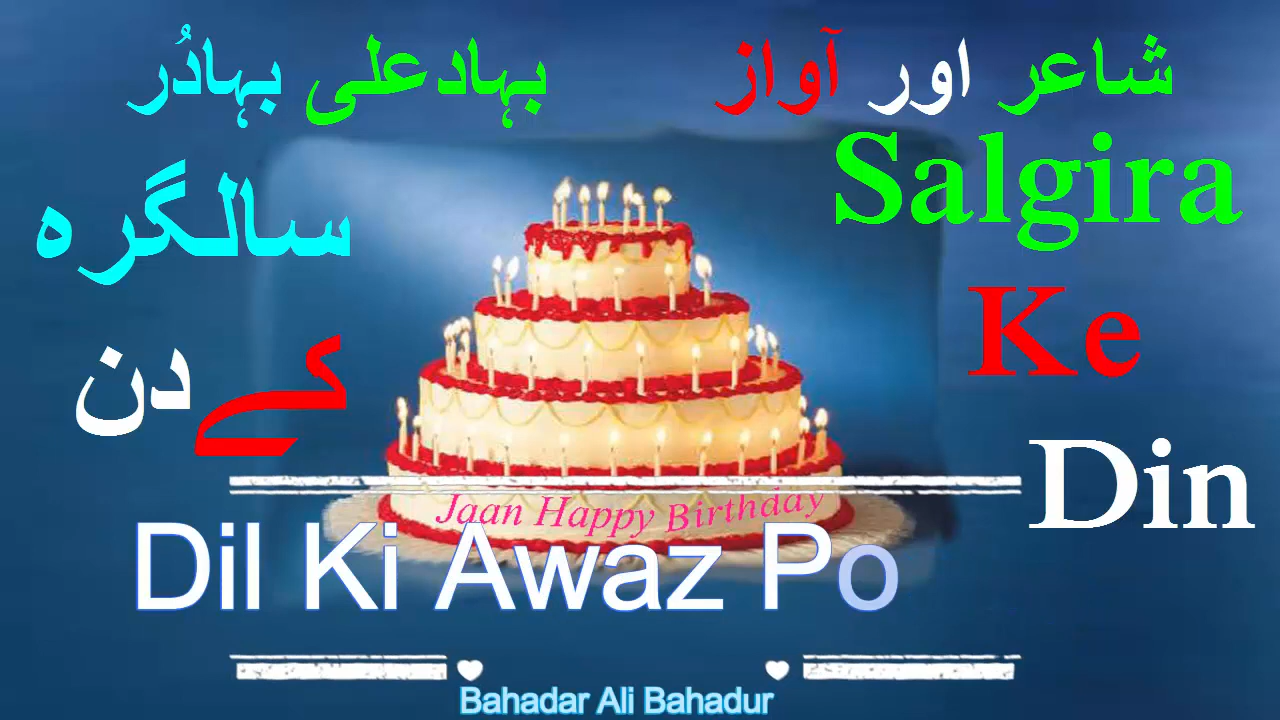 شاعر اور آواز بہادعلی بہادُر
سالگرہ
کے دن
Salgira
Ke
Din
Jaan Happy Birthday
Dil Ki Awaz Po
Bahadar Ali Bahadur